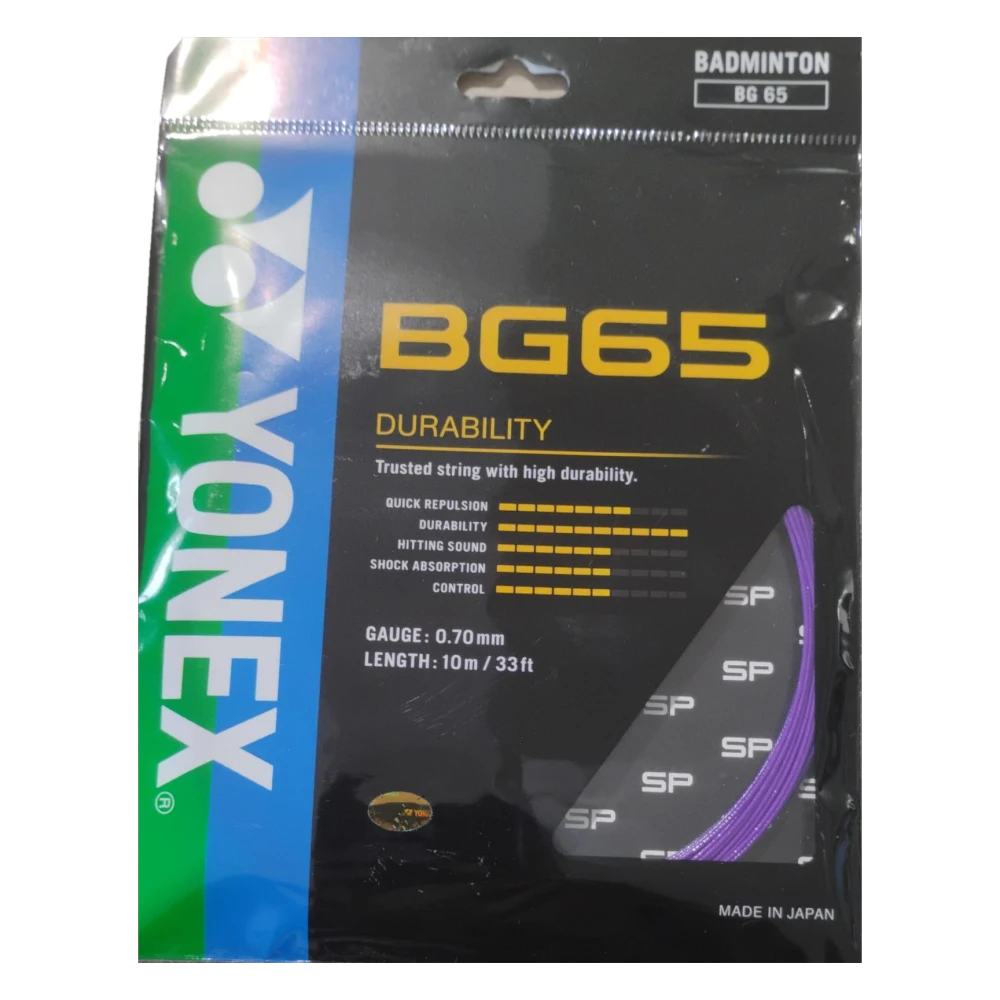 BADMINTON
BG 65
YONEX®
BG65
DURABILITY
Trusted string with high durability.
QUICK REPULSION
DURABILITY
HITTING SOUND
SHOCK ABSORPTION
CONTROL
GAUGE: 0.70mm
LENGTH: 10m / 33ft
SP
SP
SP
SP
SP
SP
MADE IN JAPAN